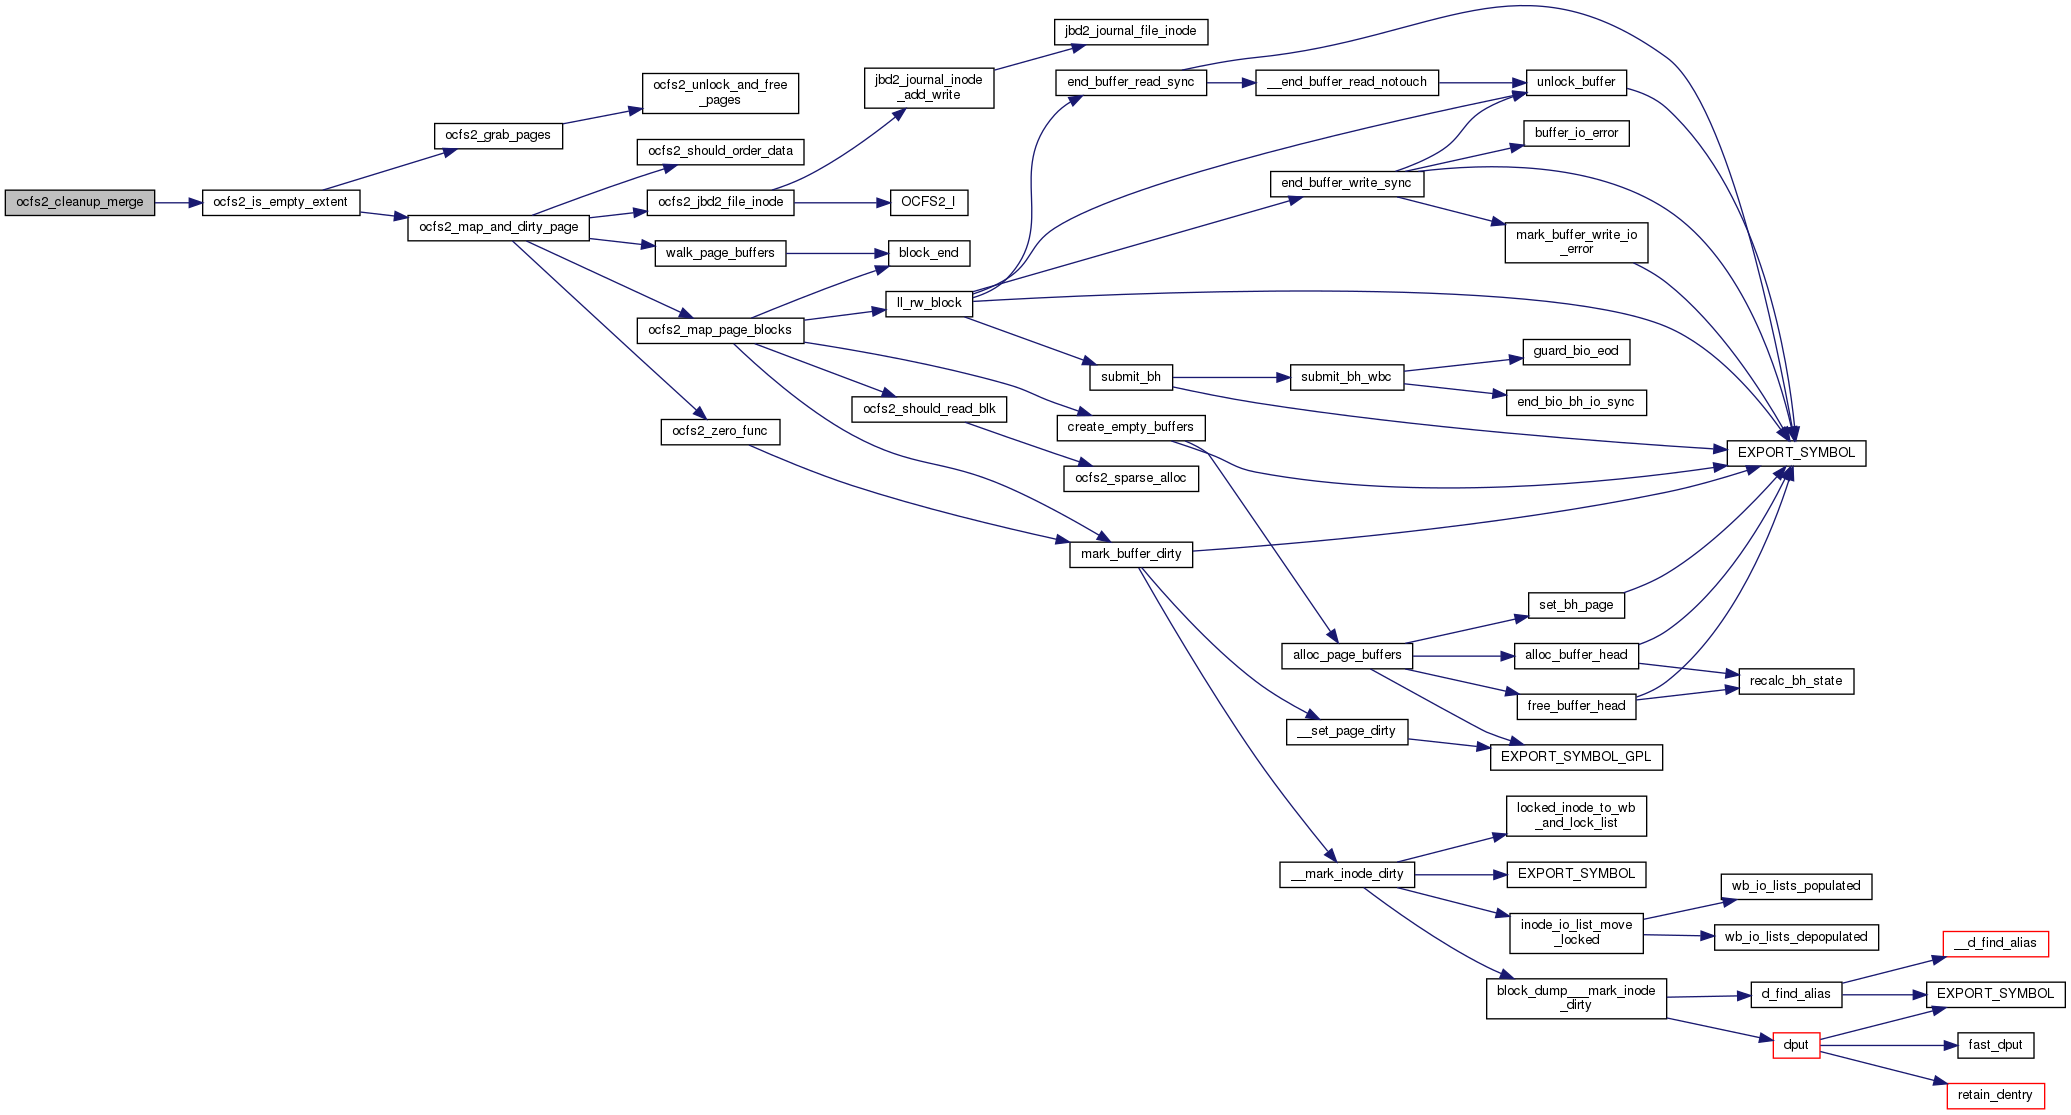 jbd2_journal_file_inode
ocfs2_unlock_and_free
_pages
jbd2_journal_inode
_add_write
end_buffer_read_sync
__end_buffer_read_notouch
unlock_buffer
ocfs2_grab_pages
ocfs2_should_order_data
buffer_io_error
ocfs2_cleanup_merge
ocfs2_is_empty_extent
ocfs2_jbd2_file_inode
OCFS2_I
end_buffer_write_sync
ocfs2_map_and_dirty_page
mark_buffer_write_io
_error
walk_page_buffers
block_end
ll_rw_block
ocfs2_map_page_blocks
guard_bio_eod
submit_bh
submit_bh_wbc
end_bio_bh_io_sync
ocfs2_should_read_blk
create_empty_buffers
ocfs2_zero_func
EXPORT_SYMBOL
ocfs2_sparse_alloc
mark_buffer_dirty
set_bh_page
alloc_page_buffers
alloc_buffer_head
recalc_bh_state
free_buffer_head
__set_page_dirty
EXPORT_SYMBOL_GPL
locked_inode_to_wb
_and_lock_list
__mark_inode_dirty
EXPORT_SYMBOL
wb_io_lists_populated
inode_io_list_move
_locked
wb_io_lists_depopulated
__d_find_alias
block_dump___mark_inode
_dirty
d_find_alias
EXPORT_SYMBOL
dput
fast_dput
retain_dentry